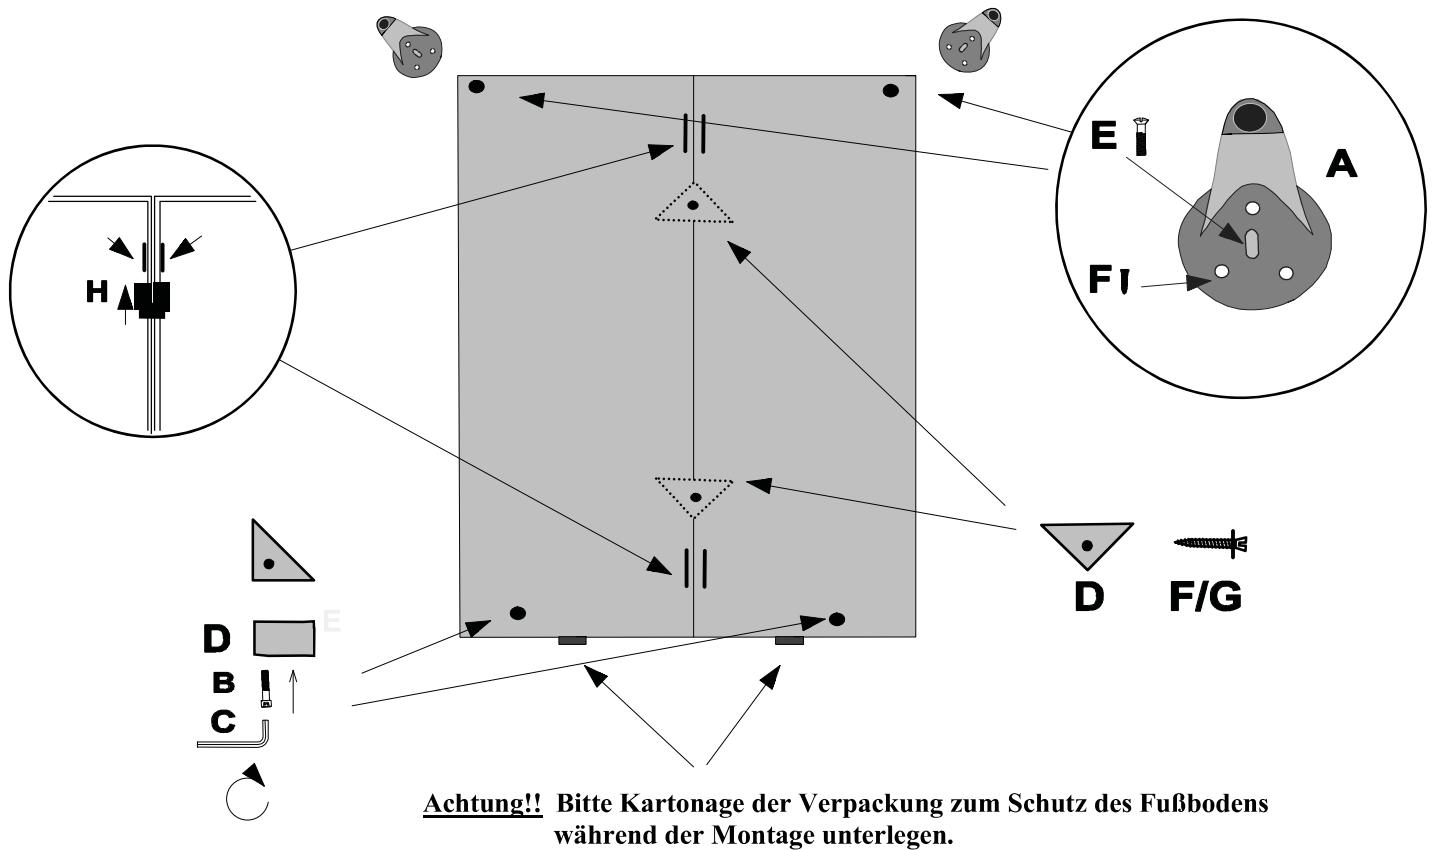 E
A
F
H
D
F/G
E
D
B
C
Achtung!! Bitte Kartonage der Verpackung zum Schutz des Fußbodens
während der Montage unterlegen.